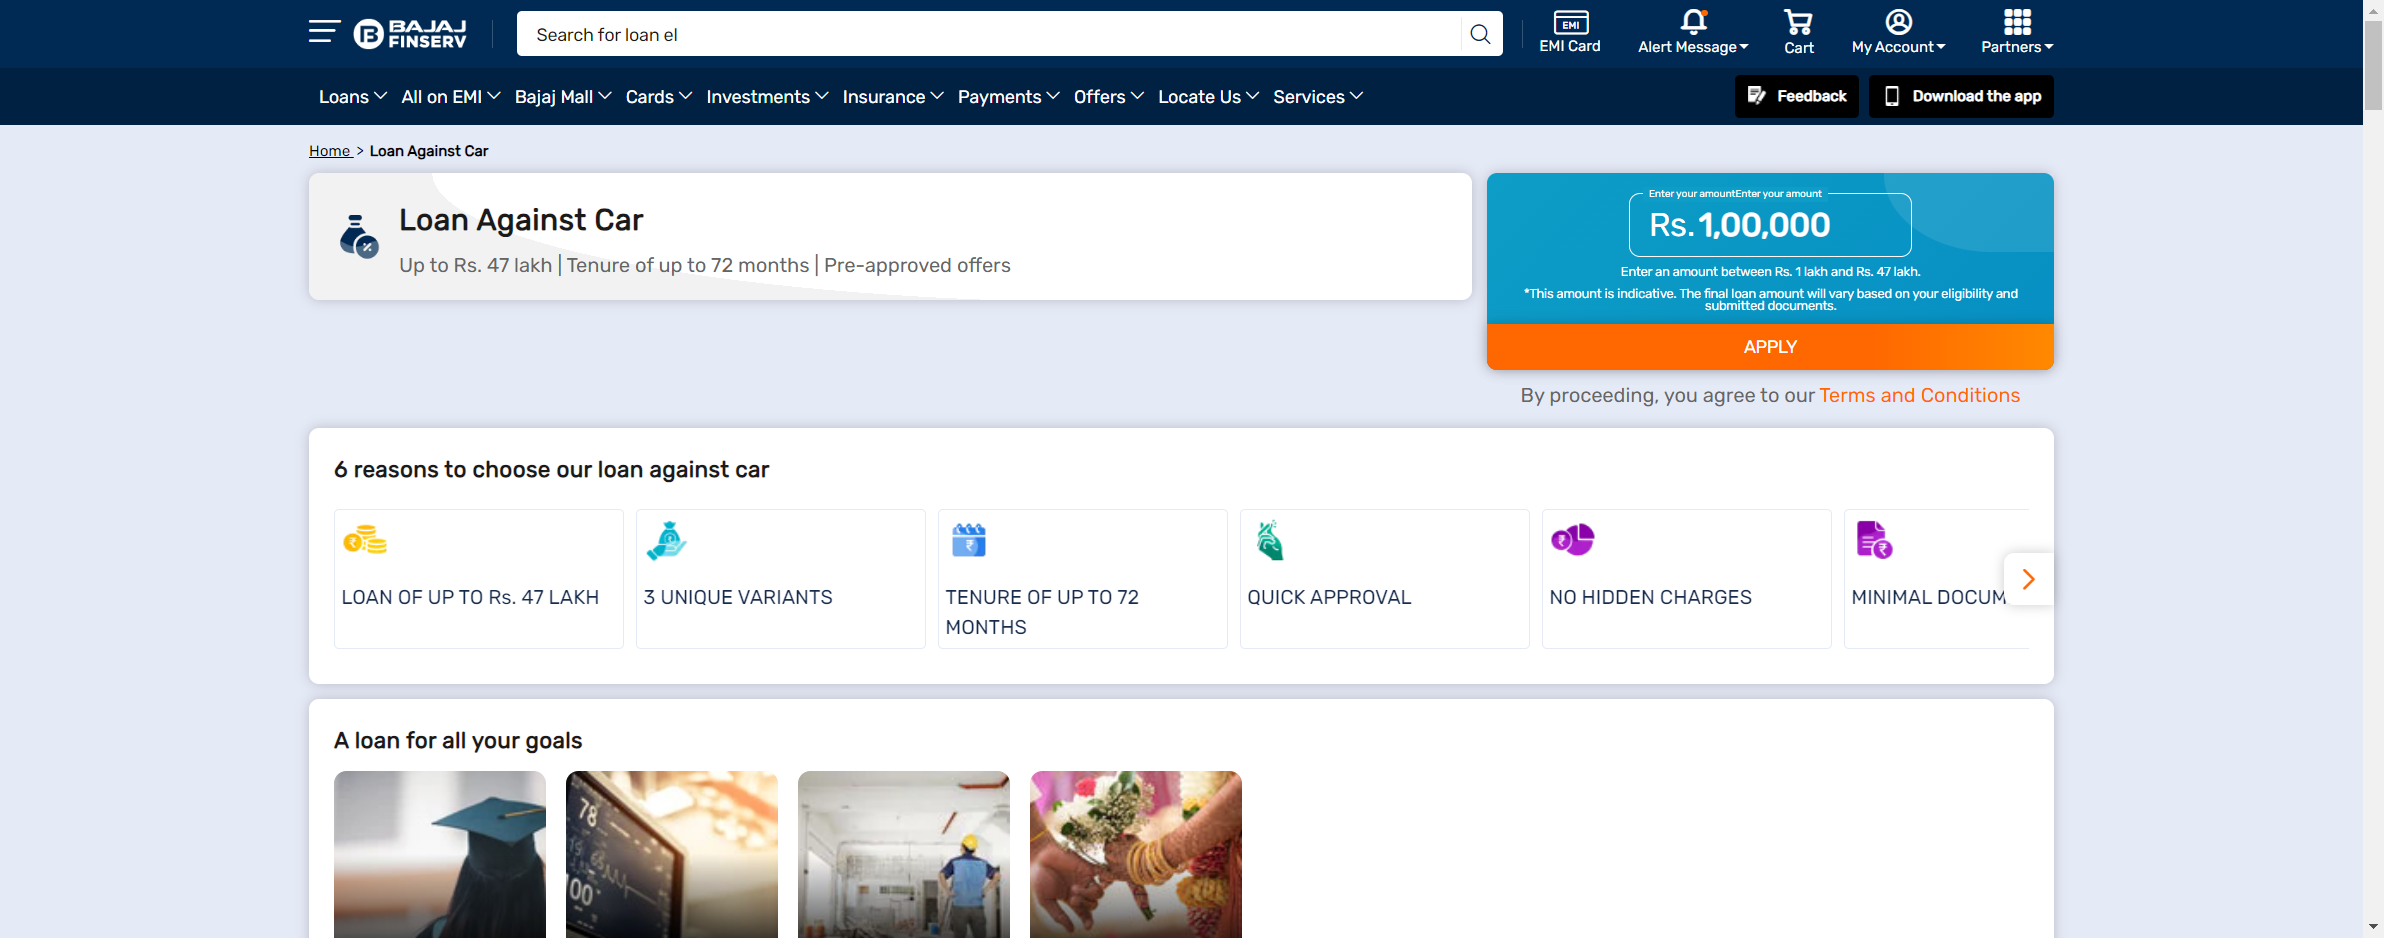 BAJAJ
FINSERV
Search for loan el
EMI
EMI Card
Alert Message
Cart
My Account
Partners
Loans
All on EMI
Bajaj Mall
Cards
Investments
Insurance
Payments
Offers
Locate Us
Services
Feedback
Download the app
Home > Loan Against Car
Loan Against Car
Up to Rs. 47 lakh | Tenure of up to 72 months | Pre-approved offers
Enter your amountEnter your amount
Rs. 1,00,000
Enter an amount between Rs. 1 lakh and Rs. 47 lakh.
*This amount is indicative. The final loan amount will vary based on your eligibility and
submitted documents.
APPLY
By proceeding, you agree to our Terms and Conditions
6 reasons to choose our loan against car
LOAN OF UP TO Rs. 47 LAKH
3 UNIQUE VARIANTS
TENURE OF UP TO 72
MONTHS
QUICK APPROVAL
NO HIDDEN CHARGES
MINIMAL DOCUM
A loan for all your goals
78
100